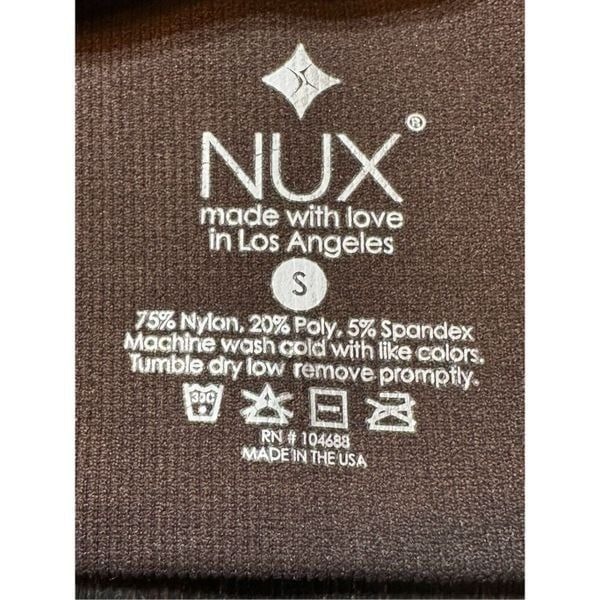 NUX®
made with love
in Los Angeles
S
75% Nylan, 20% Poly, 5% Spandex
Machine wash cold with like colors.
Tumble dry low remove promptly.
30C
RN # 104688
MADE IN THE USA